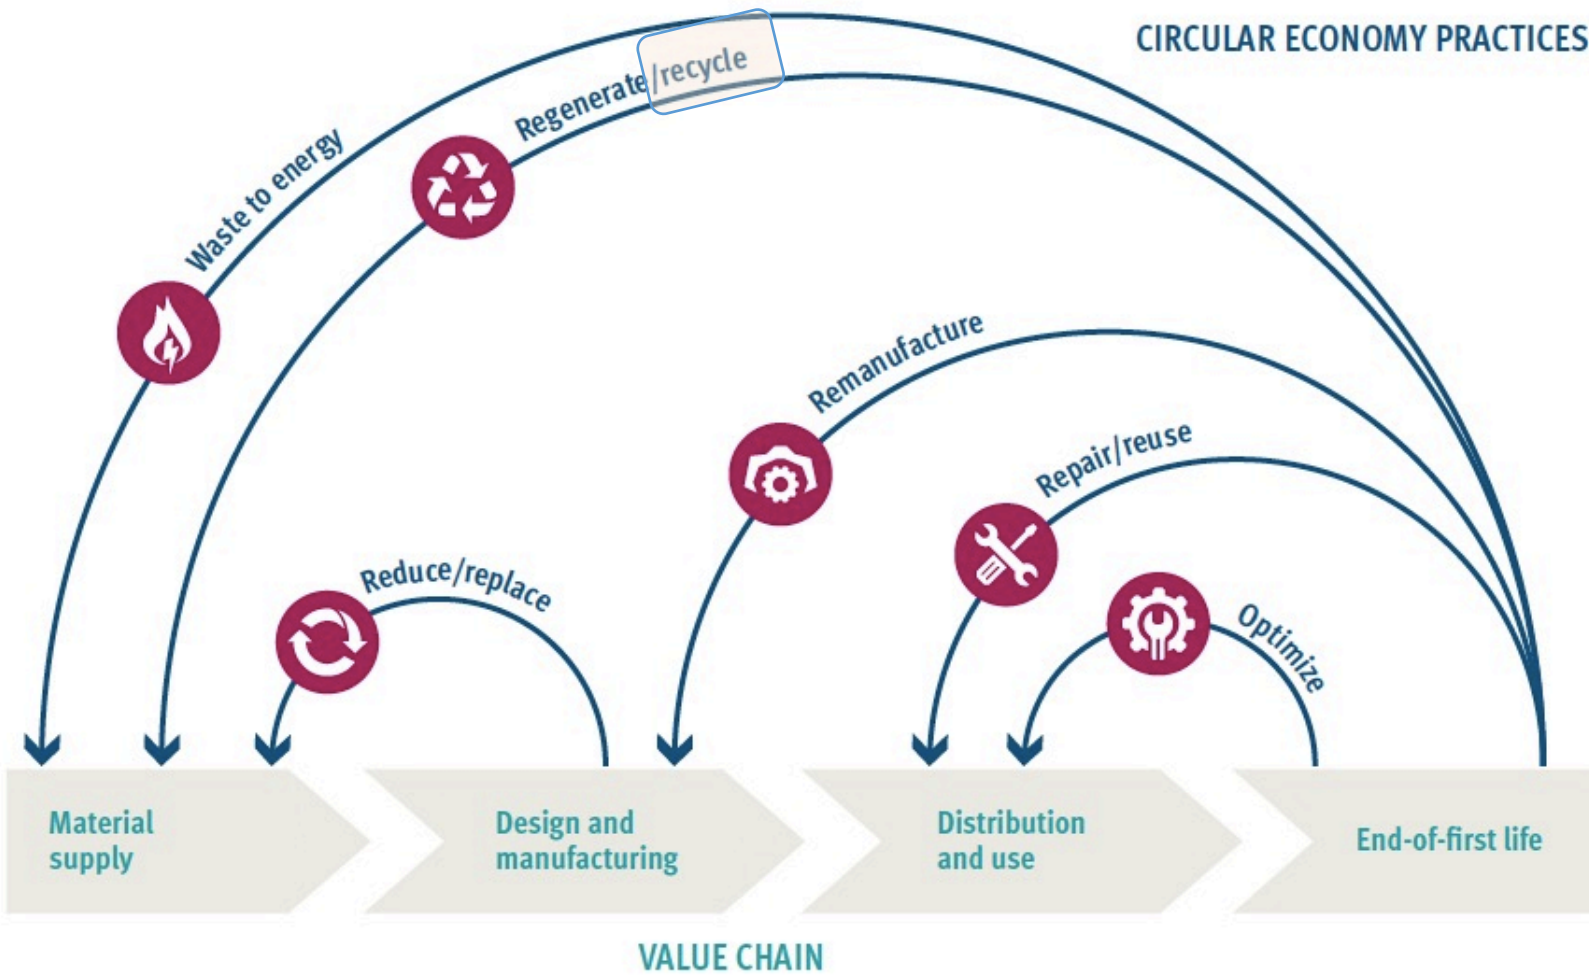 CIRCULAR ECONOMY PRACTICES
Regenerate/recycle
Waste to energy
Remanufacture
Repair/reuse
Reduce/replace
Optimize
Material
supply
Design and
manufacturing
Distribution
and use
End-of-first life
VALUE CHAIN